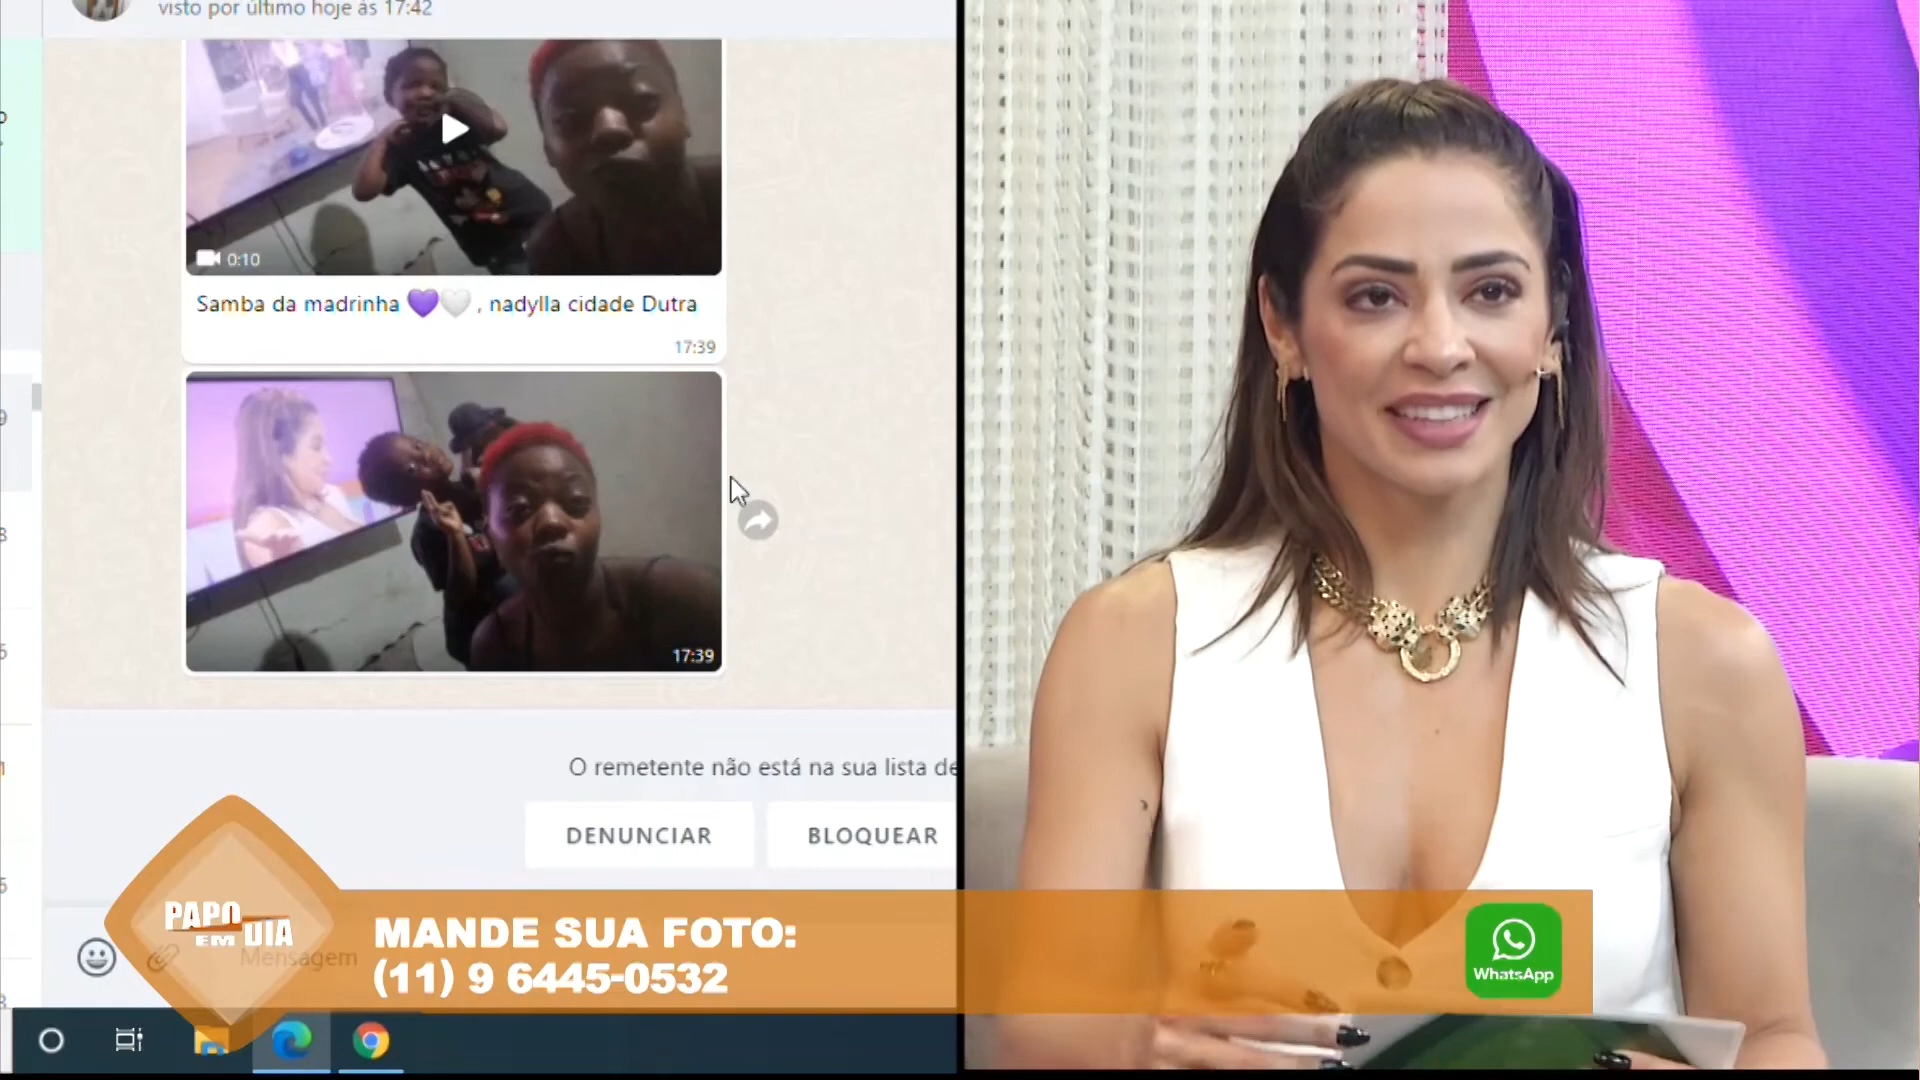 visto por último hoje às 17:42
0:10
Samba da madrinha 💜🤍 , nadylla cidade Dutra
17:39
17:39
O remetente não está na sua lista de
DENUNCIAR
BLOQUEAR
PAPO
EM DIA
Mensagem
MANDE SUA FOTO:
(11) 9 6445-0532
WhatsApp